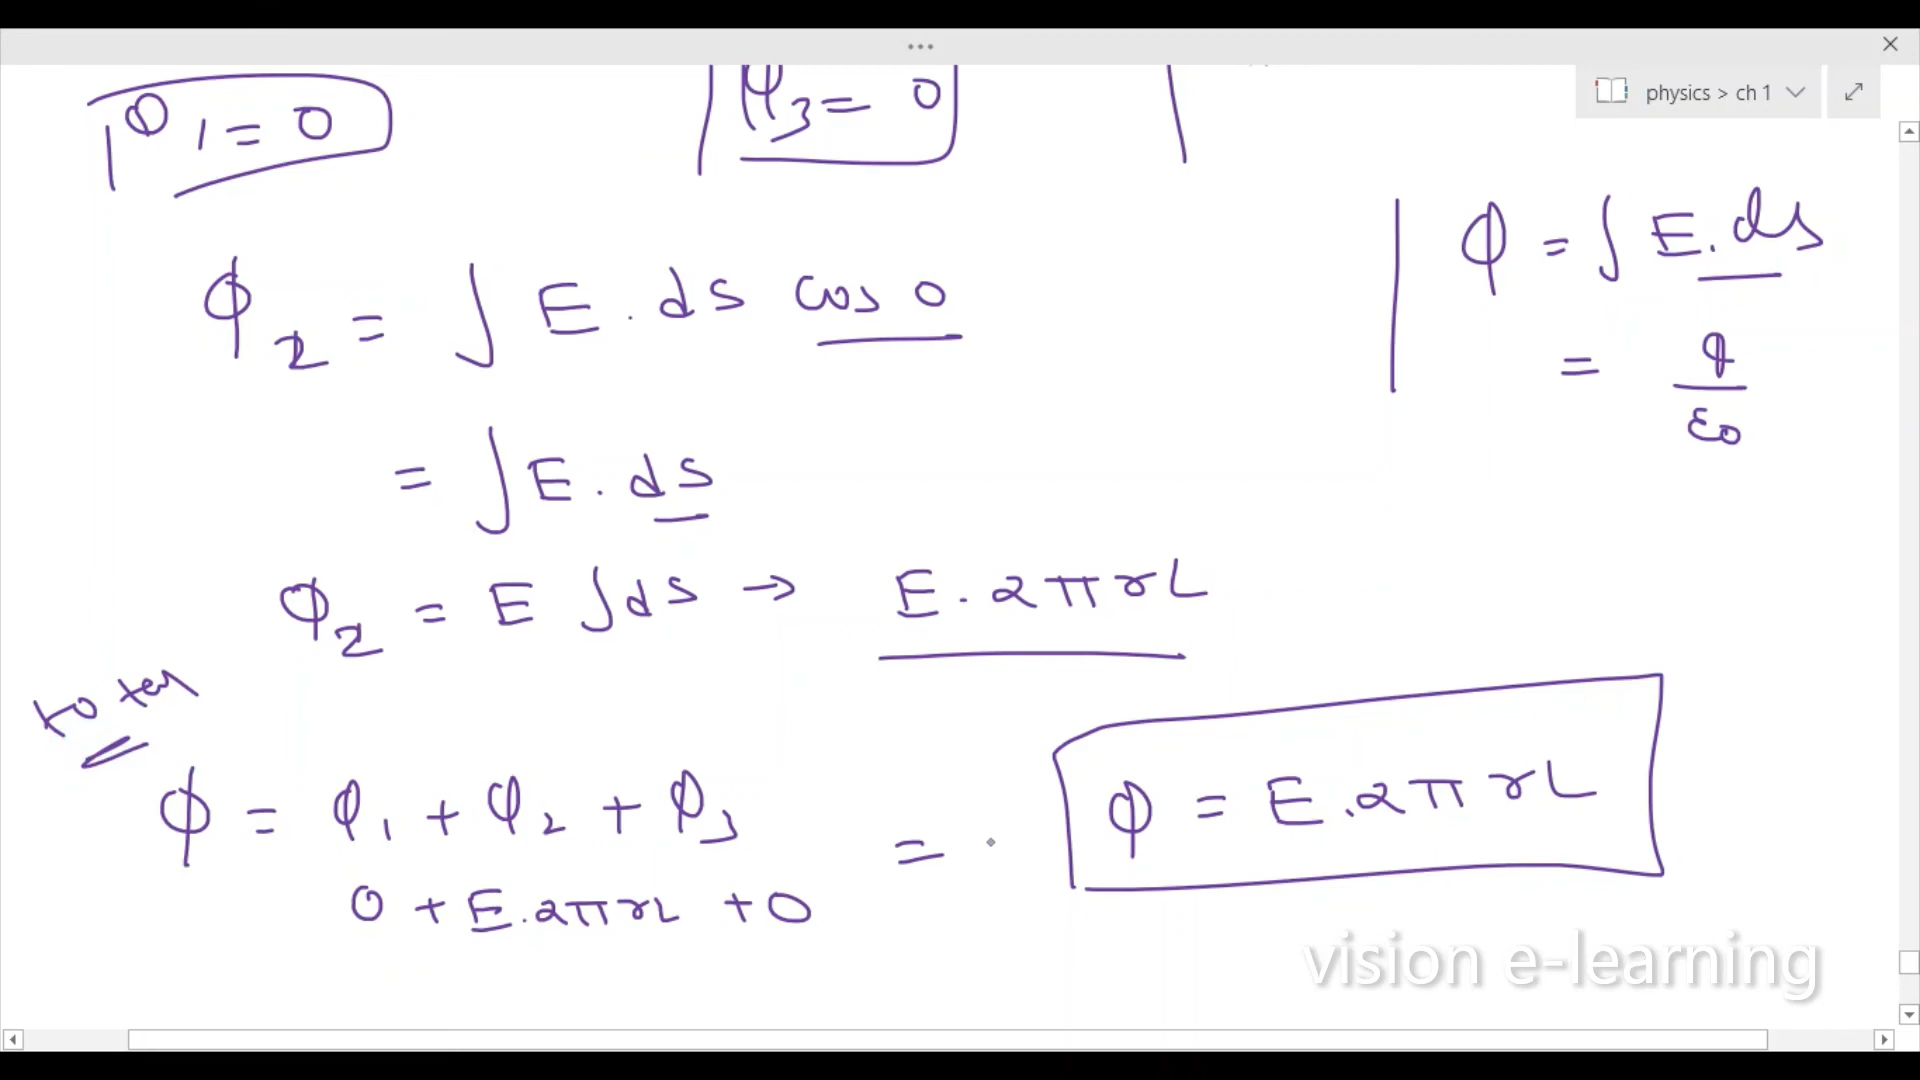 physics > ch 1
φ1 = 0
φ3 = 0
φ = ∫ E. ds
= q/ε0
φ2 = ∫ E . ds cos 0
= ∫ E . ds
φ2 = E ∫ ds → E . 2πrL
φ = φ1 + φ2 + φ3
0 + E. 2πrL + 0
= φ = E. 2πrL
vision e-learning